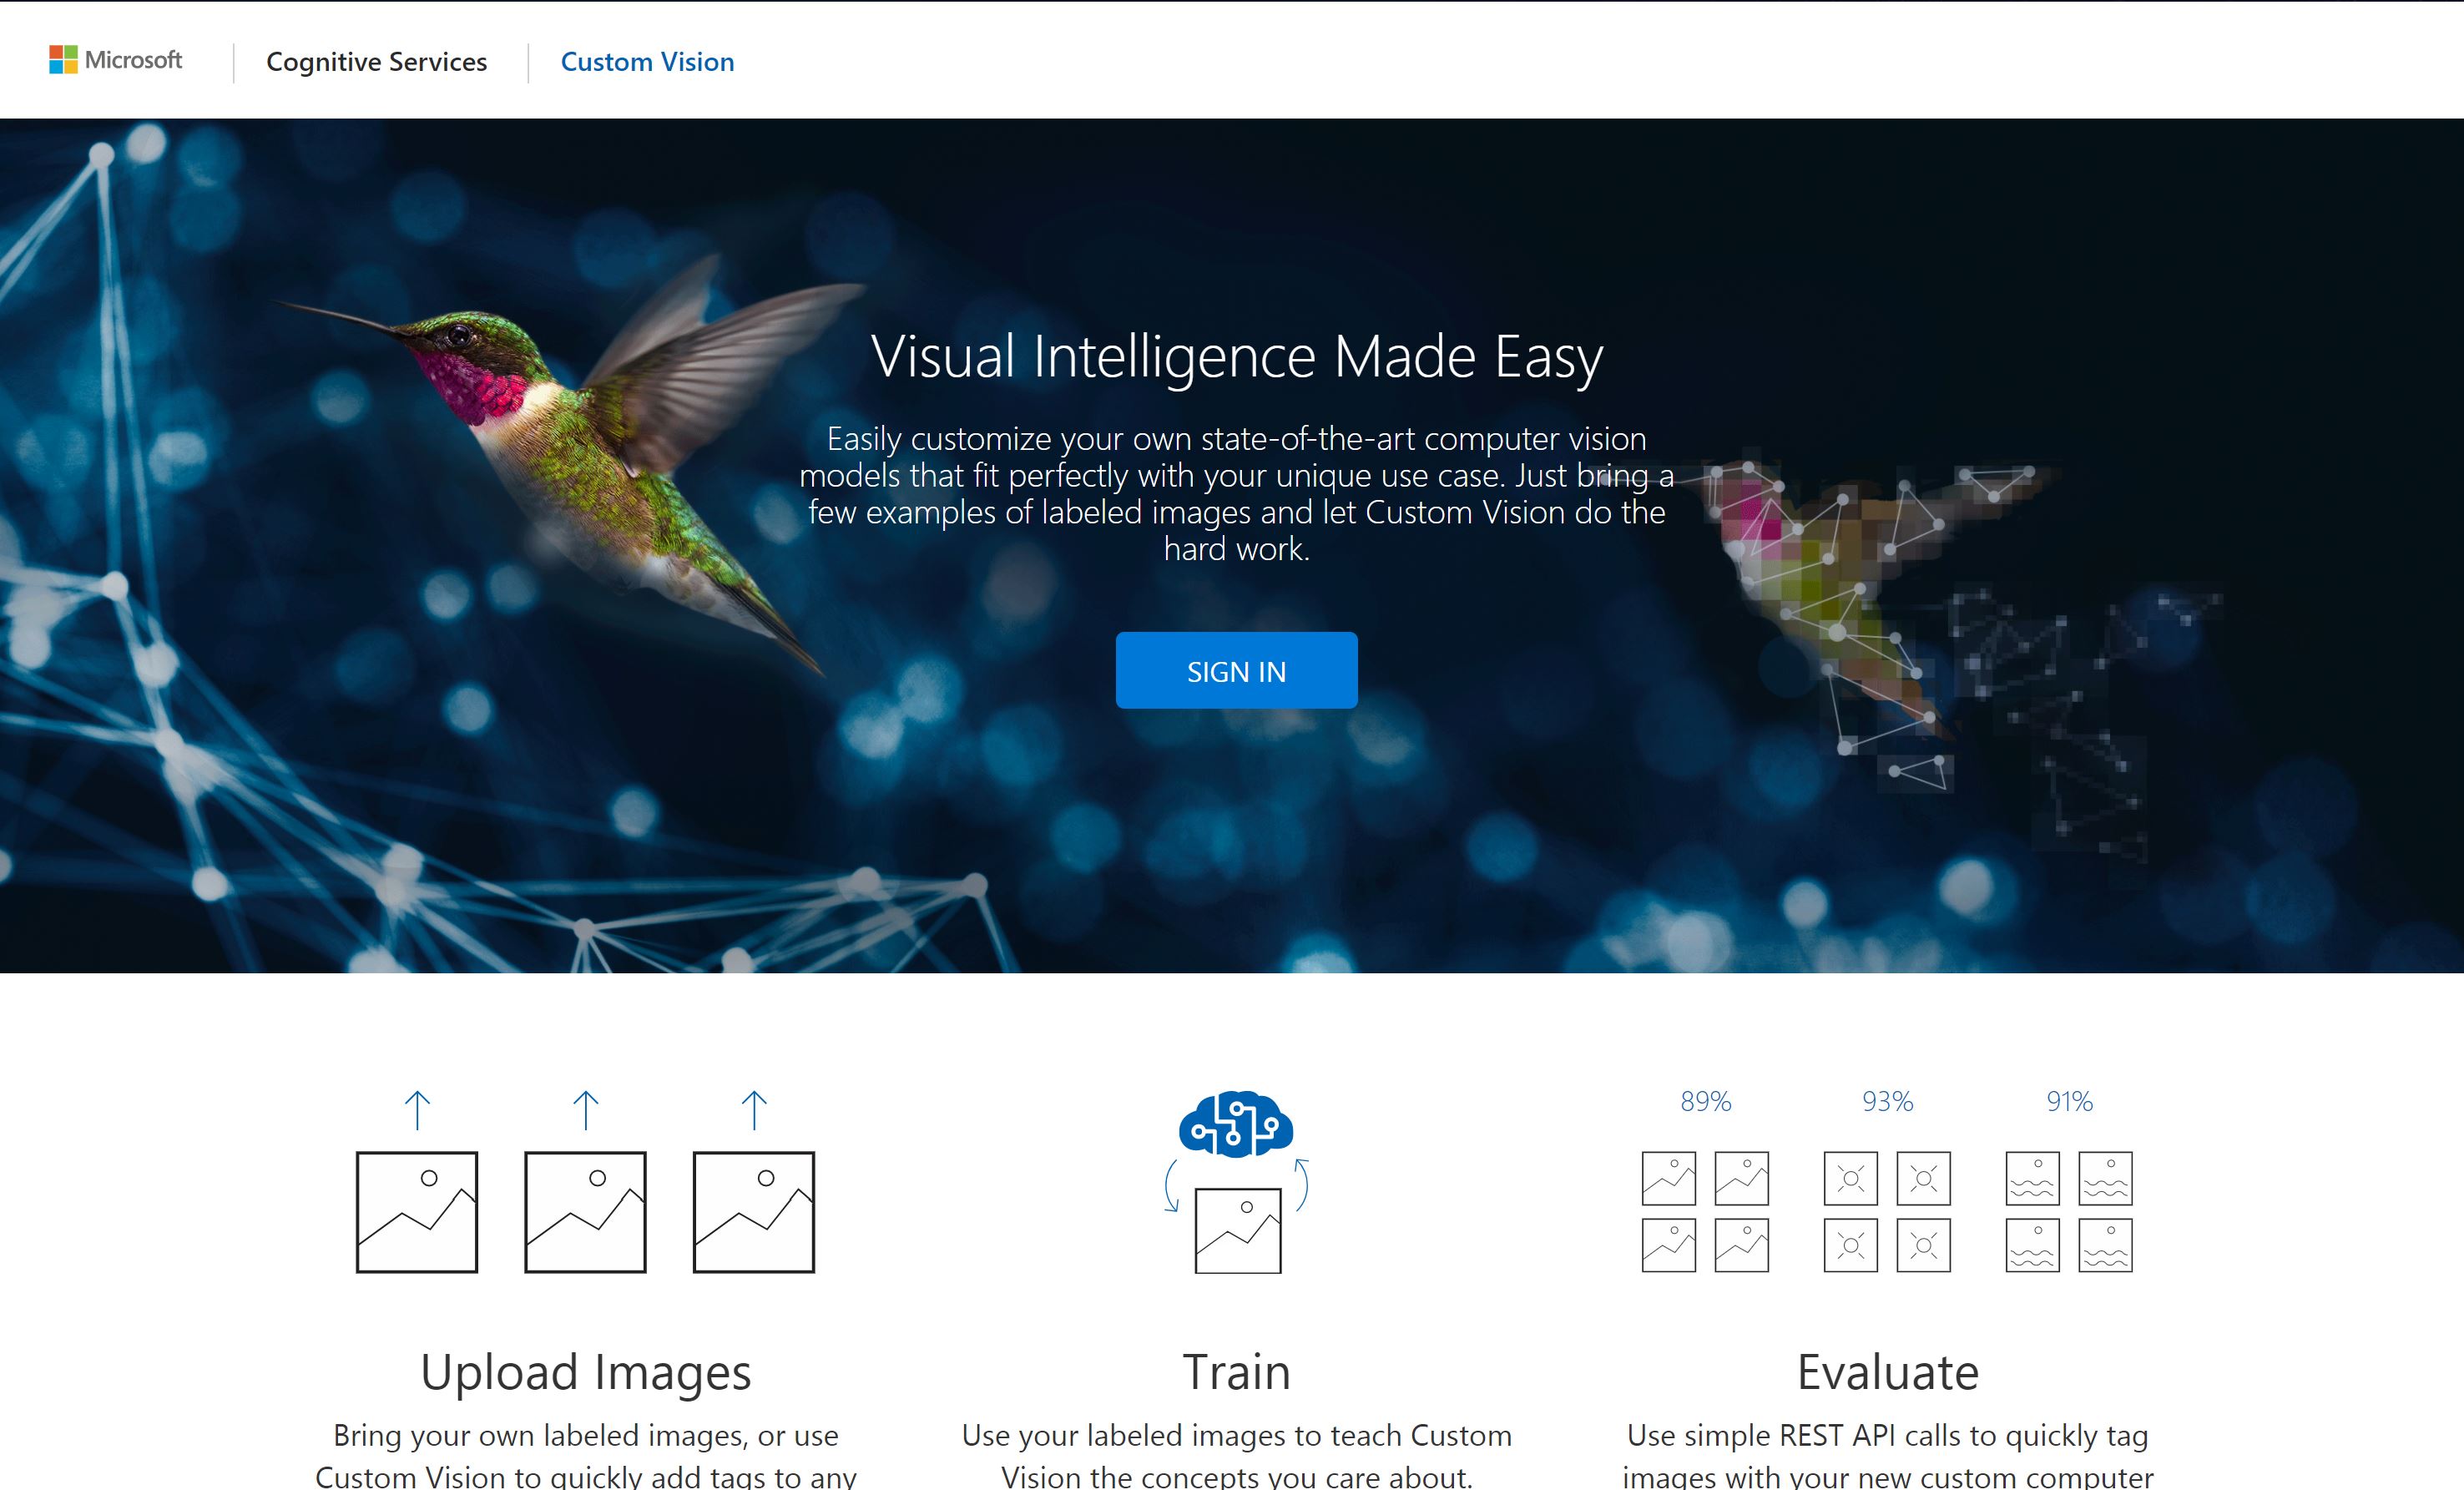 Microsoft
Cognitive Services
Custom Vision
Visual Intelligence Made Easy
Easily customize your own state-of-the-art computer vision
models that fit perfectly with your unique use case. Just bring a
few examples of labeled images and let Custom Vision do the
hard work.
SIGN IN
89%
93%
91%
Upload Images
Bring your own labeled images, or use
Custom Vision to quickly add tags to any
Train
Use your labeled images to teach Custom
Vision the concepts you care about.
Evaluate
Use simple REST API calls to quickly tag
images with your new custom computer